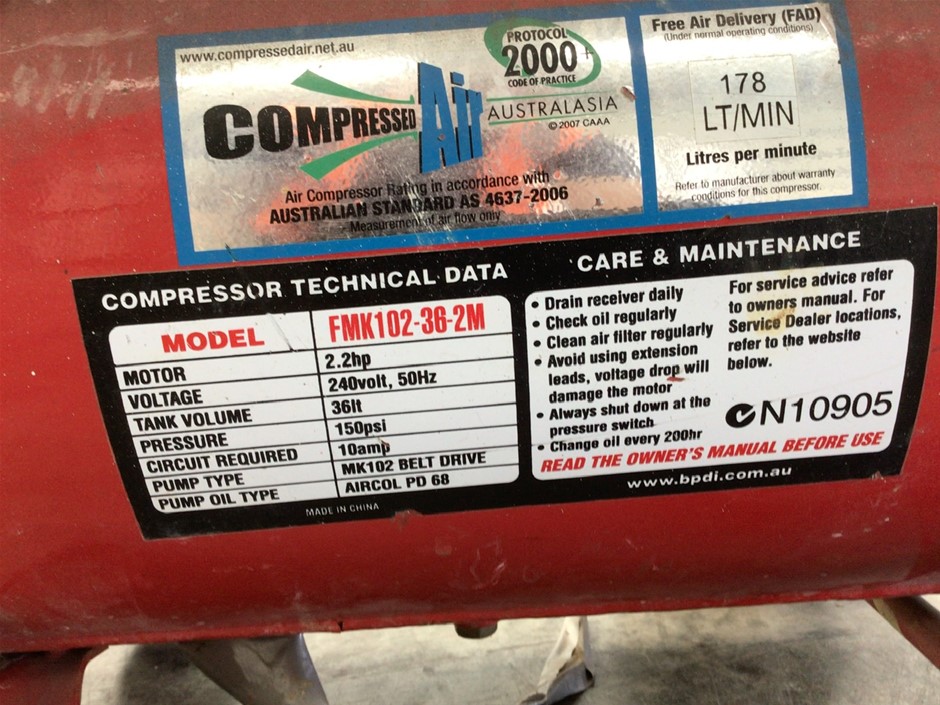 www.compressedair.net.au
PROTOCOL
2000+
CODE OF PRACTICE
COMPRESSED Air
AUSTRALASIA
© 2007 CAAA
Air Compressor Rating in accordance with
AUSTRALIAN STANDARD AS 4637-2006
- Measurement of air flow only
Free Air Delivery (FAD)
(Under normal operating conditions)
178
LT/MIN
Litres per minute
Refer to manufacturer about warranty
conditions for this compressor.
COMPRESSOR TECHNICAL DATA
MODEL FMK102-36-2M
MOTOR 2.2hp
VOLTAGE 240volt, 50Hz
TANK VOLUME 36lt
PRESSURE 150psi
CIRCUIT REQUIRED 10amp
PUMP TYPE MK102 BELT DRIVE
PUMP OIL TYPE AIRCOL PD 68
MADE IN CHINA
CARE & MAINTENANCE
• Drain receiver daily
• Check oil regularly
• Clean air filter regularly
• Avoid using extension
leads, voltage drop will
damage the motor
• Always shut down at the
pressure switch
• Change oil every 200hr
For service advice refer
to owners manual. For
Service Dealer locations,
refer to the website
below.
N10905
READ THE OWNER'S MANUAL BEFORE USE
www.bpdi.com.au